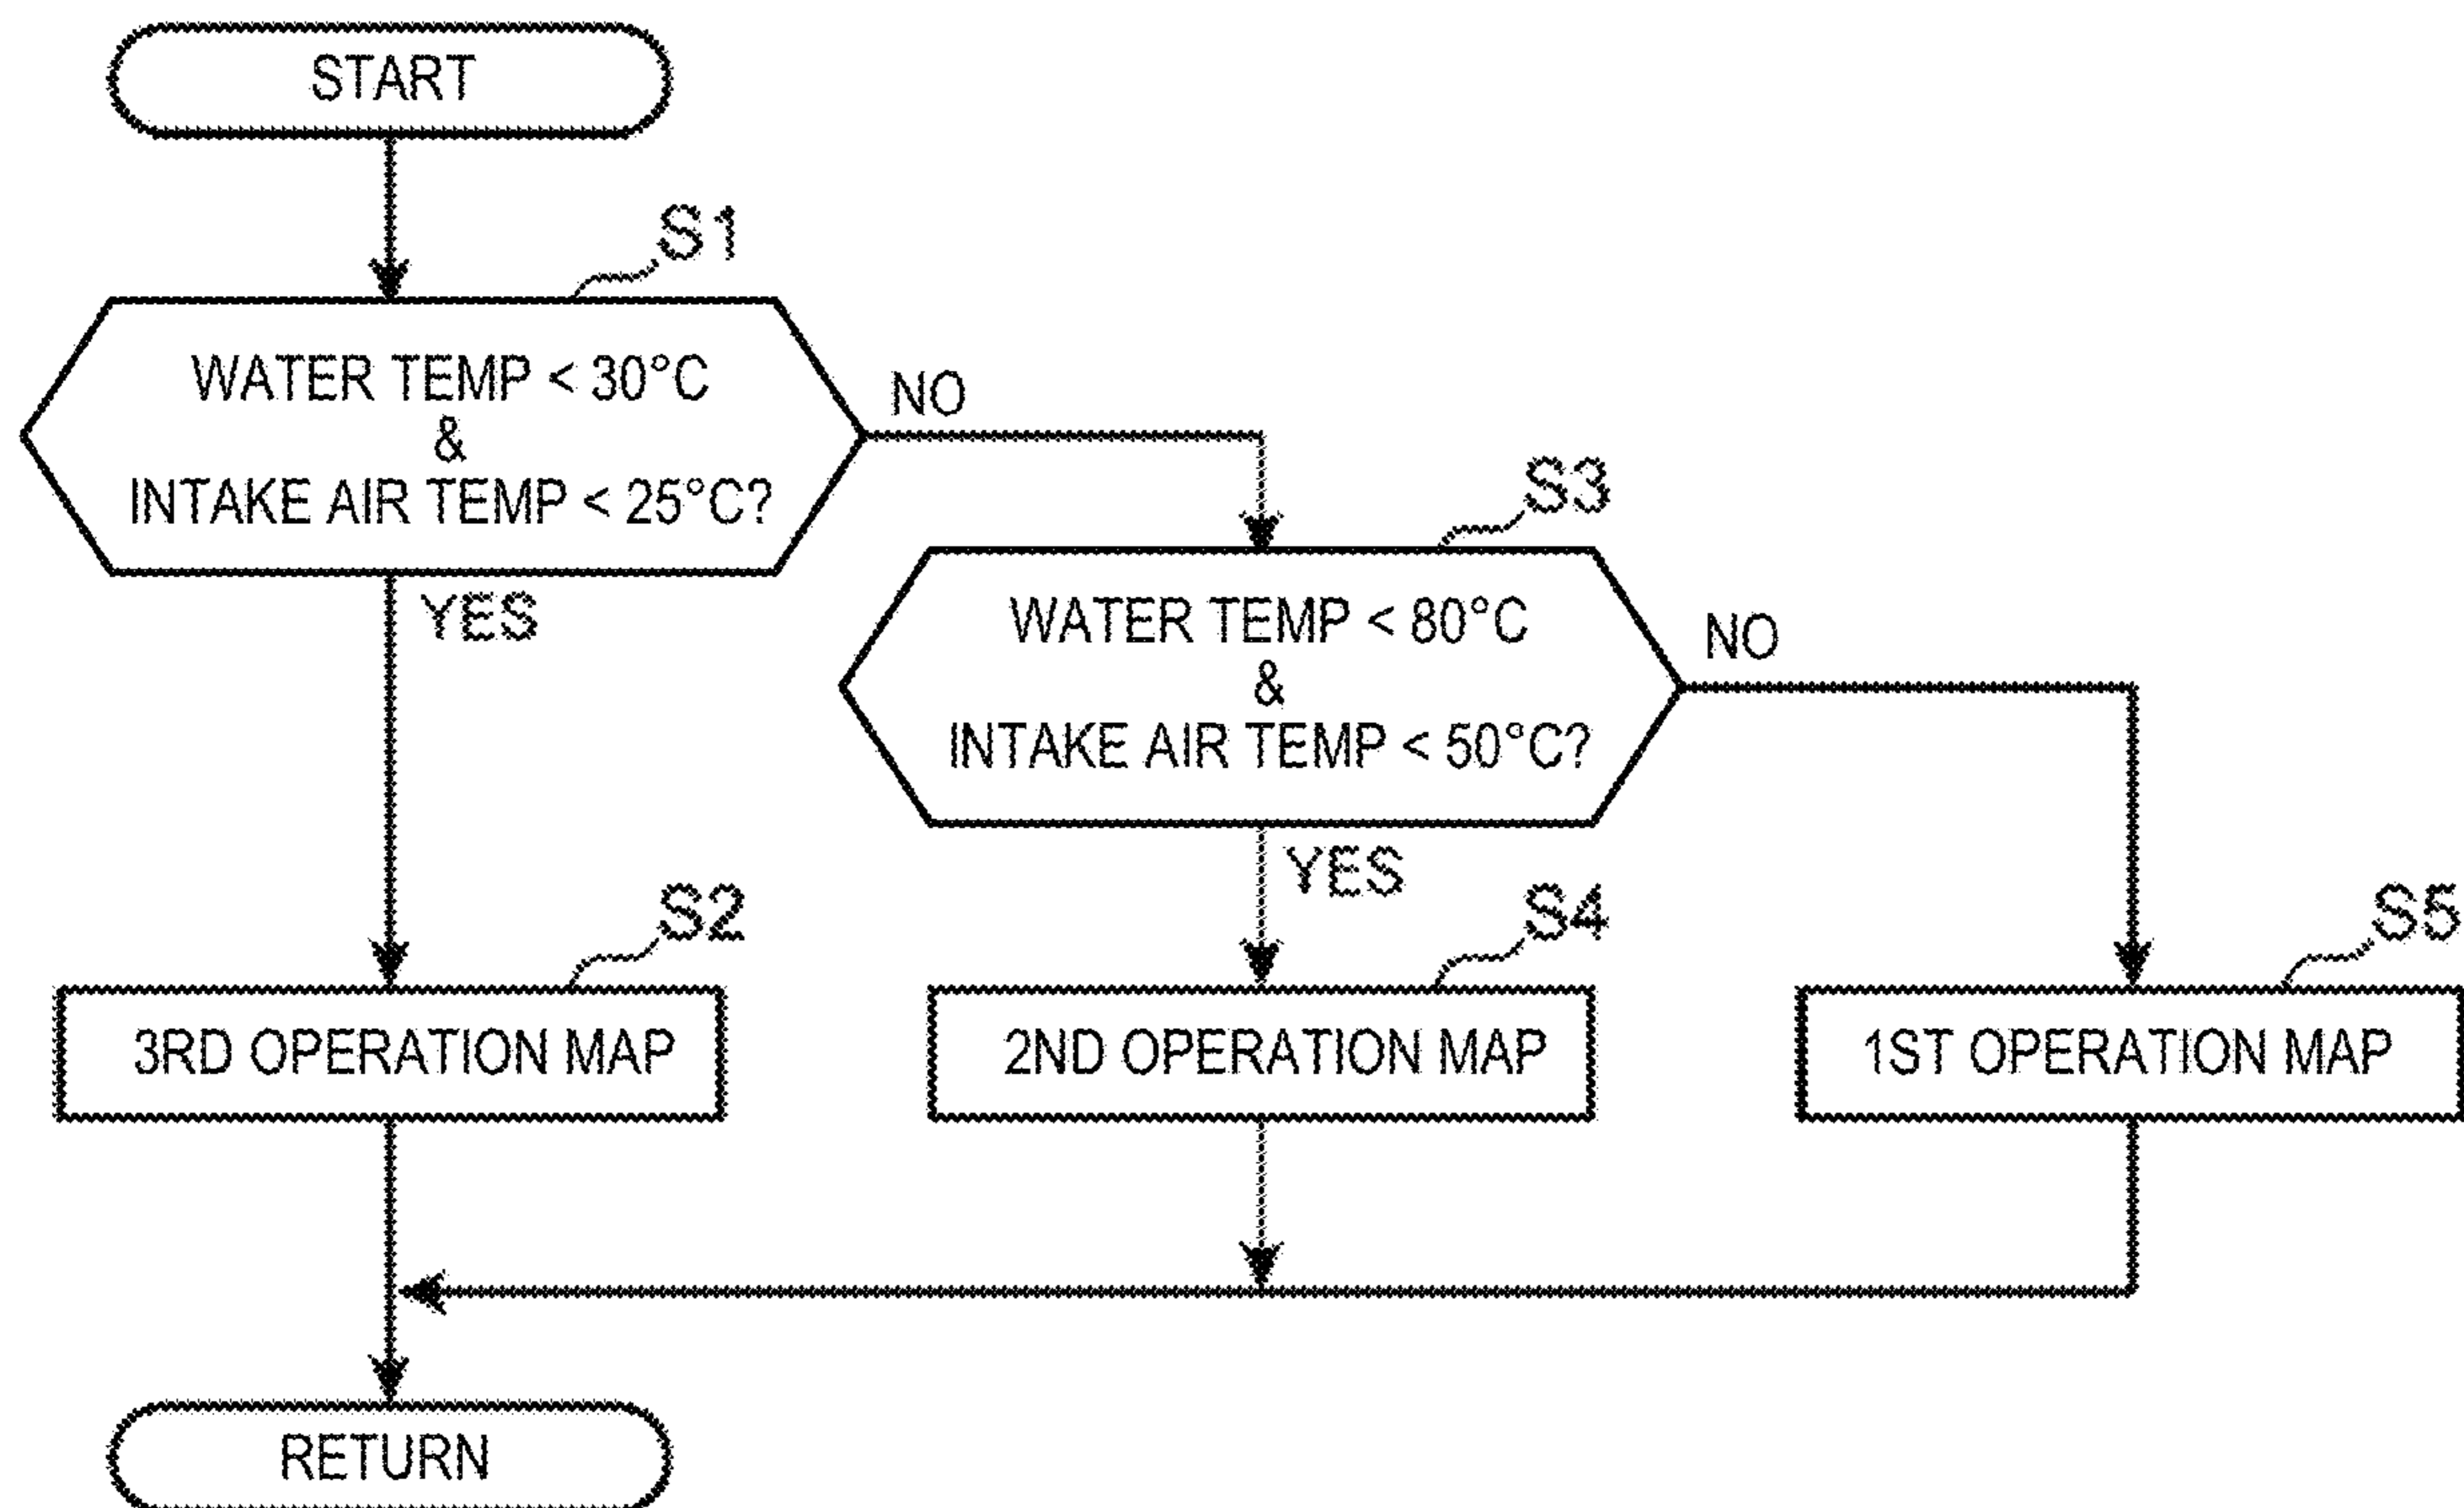 START
S1
WATER TEMP < 30°C
&
INTAKE AIR TEMP < 25°C?
NO
YES
S3
WATER TEMP < 80°C
&
INTAKE AIR TEMP < 50°C?
NO
YES
S2
3RD OPERATION MAP
S4
2ND OPERATION MAP
S5
1ST OPERATION MAP
RETURN